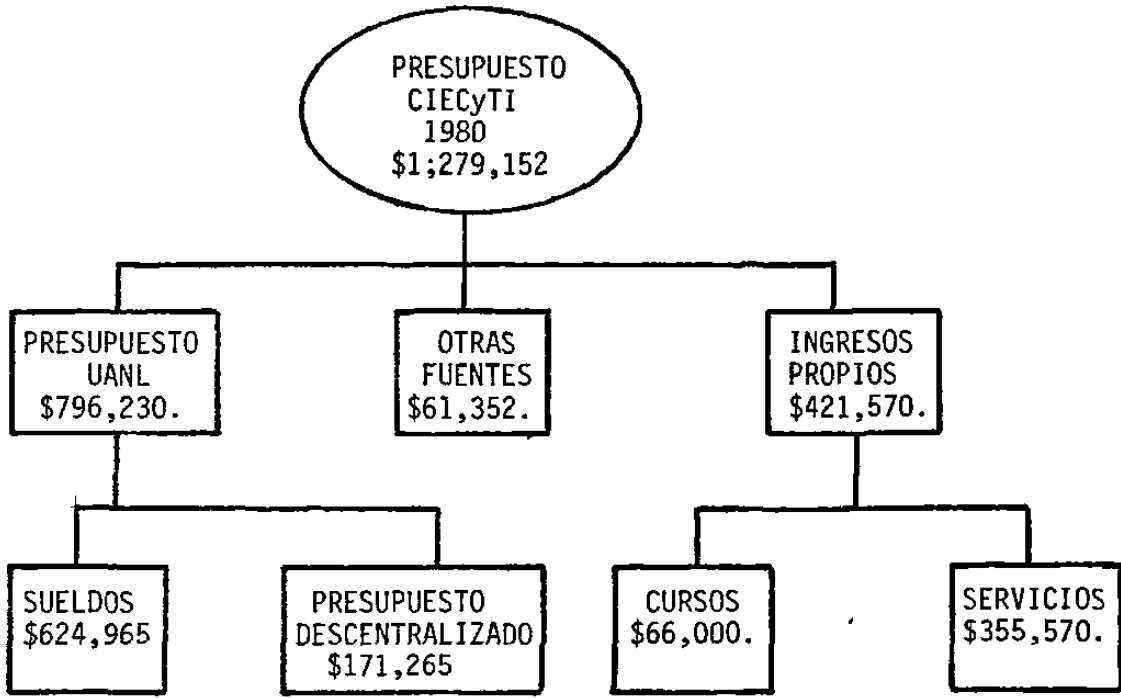 PRESUPUESTO
CIECyTI
1980
$1;279,152
PRESUPUESTO
UANL
$796,230.
OTRAS
FUENTES
$61,352.
INGRESOS
PROPIOS
$421,570.
SUELDOS
$624,965
PRESUPUESTO
DESCENTRALIZADO
$171,265
CURSOS
$66,000.
SERVICIOS
$355,570.